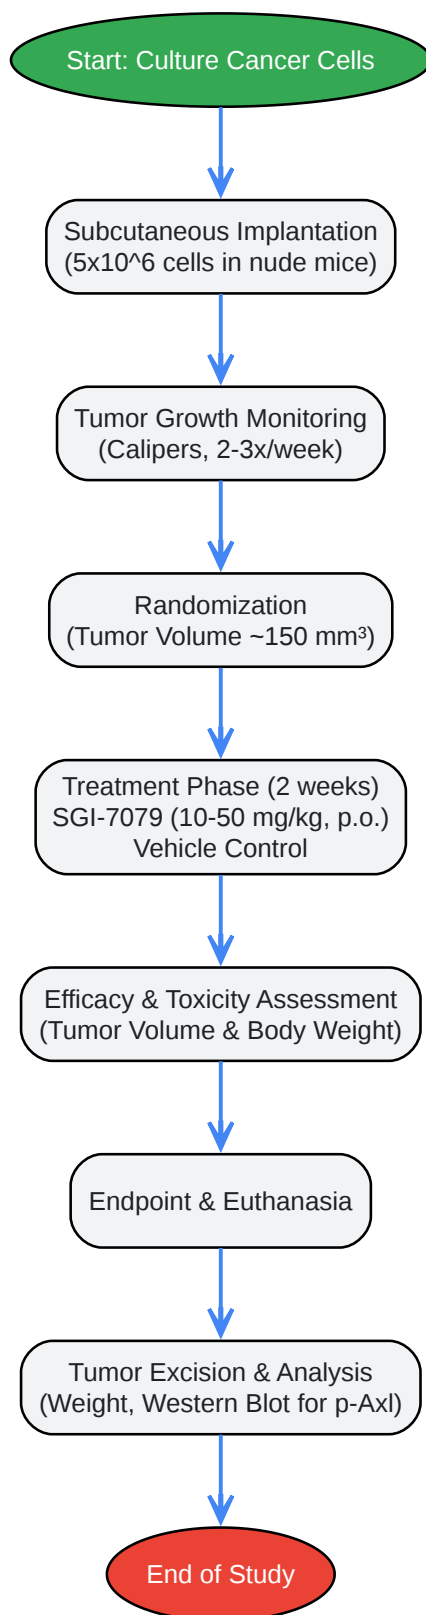 Start: Culture Cancer Cells
Subcutaneous Implantation
(5x10^6 cells in nude mice)
Tumor Growth Monitoring
(Calipers, 2-3x/week)
Randomization
(Tumor Volume ~150 mm³)
Treatment Phase (2 weeks)
SGI-7079 (10-50 mg/kg, p.o.)
Vehicle Control
Efficacy & Toxicity Assessment
(Tumor Volume & Body Weight)
Endpoint & Euthanasia
Tumor Excision & Analysis
(Weight, Western Blot for p-Axl)
End of Study